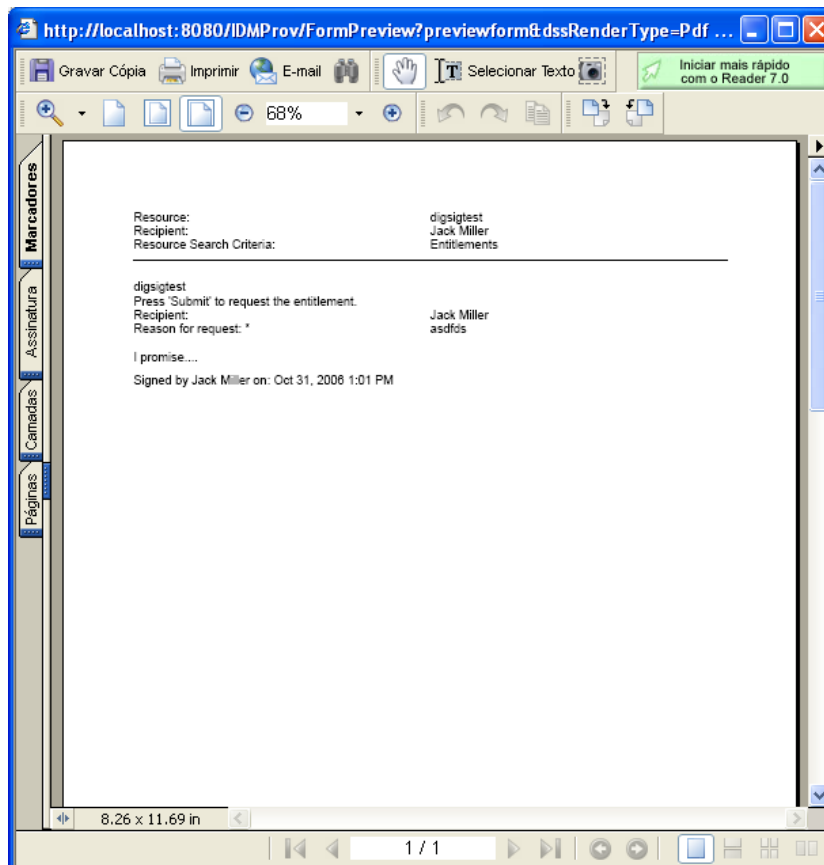 http://localhost:8080/IDMProv/FormPreview?previewform&dssRenderType=Pdf ...
Gravar Cópia Imprimir E-mail T Selecionar Texto Iniciar mais rápido
com o Reader 7.0
68%
Marcadores
Assinatura
Camadas
Páginas
Resource: digsigtest
Recipient: Jack Miller
Resource Search Criteria: Entitlements
digsigtest
Press 'Submit' to request the entitlement.
Recipient: Jack Miller
Reason for request: * asdfds
I promise....
Signed by Jack Miller on: Oct 31, 2006 1:01 PM
8.26 x 11.69 in
1 / 1